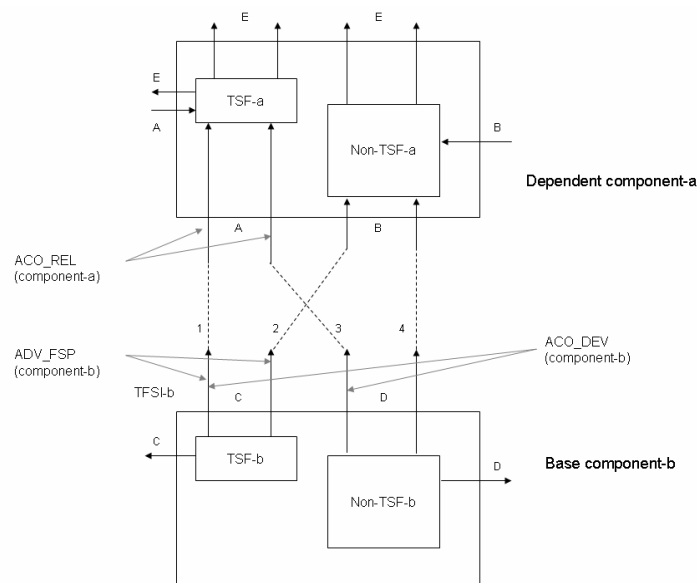 E
E
E
TSF-a
A
Non-TSF-a
B
Dependent component-a
A
B
ACO_REL
(component-a)
1
2
3
4
ADV_FSP
(component-b)
ACO_DEV
(component-b)
TFSI-b
C
D
C
TSF-b
Base component-b
D
Non-TSF-b